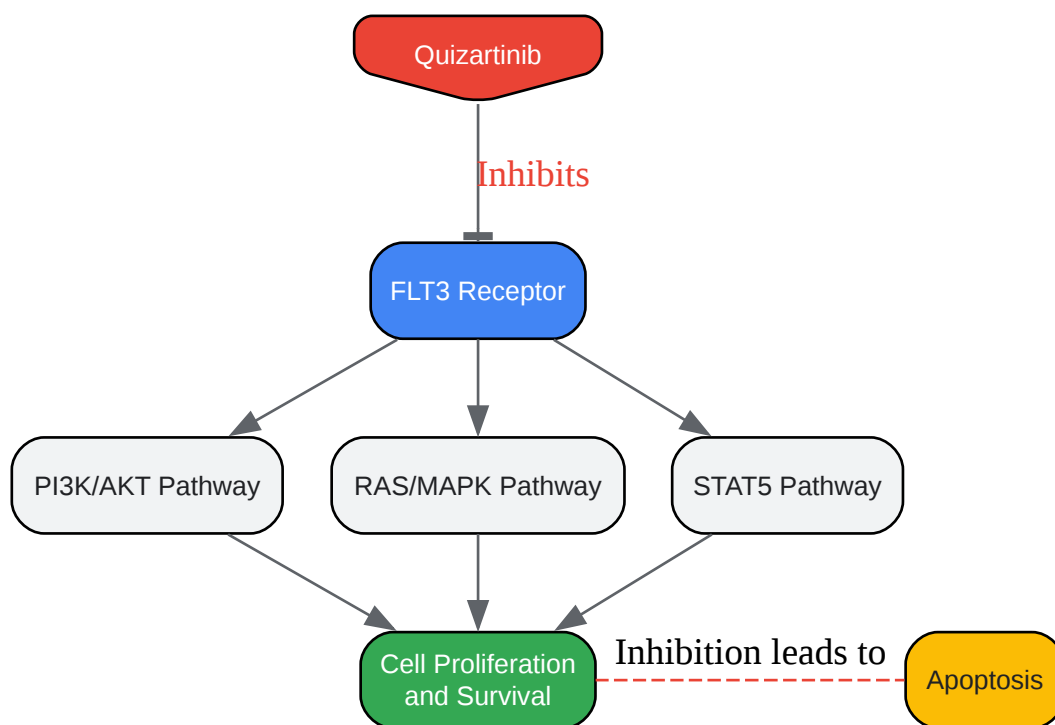 Quizartinib
Inhibits
FLT3 Receptor
PI3K/AKT Pathway
RAS/MAPK Pathway
STAT5 Pathway
Cell Proliferation
and Survival
Inhibition leads to
Apoptosis